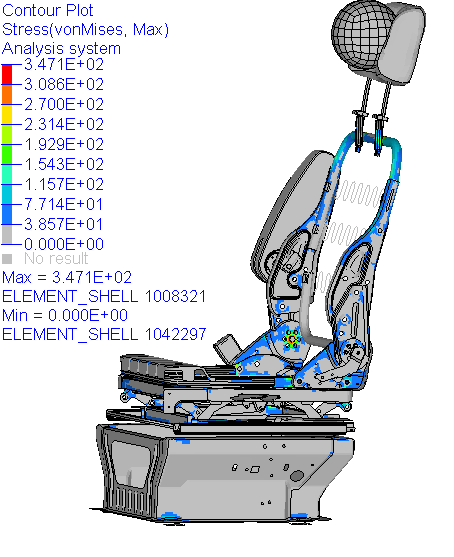 Contour Plot
Stress(vonMises, Max)
Analysis system
3.471E+02
3.086E+02
2.700E+02
2.314E+02
1.929E+02
1.543E+02
1.157E+02
7.714E+01
3.857E+01
0.000E+00
No result
Max = 3.471E+02
ELEMENT_SHELL 1008321
Min = 0.000E+00
ELEMENT_SHELL 1042297